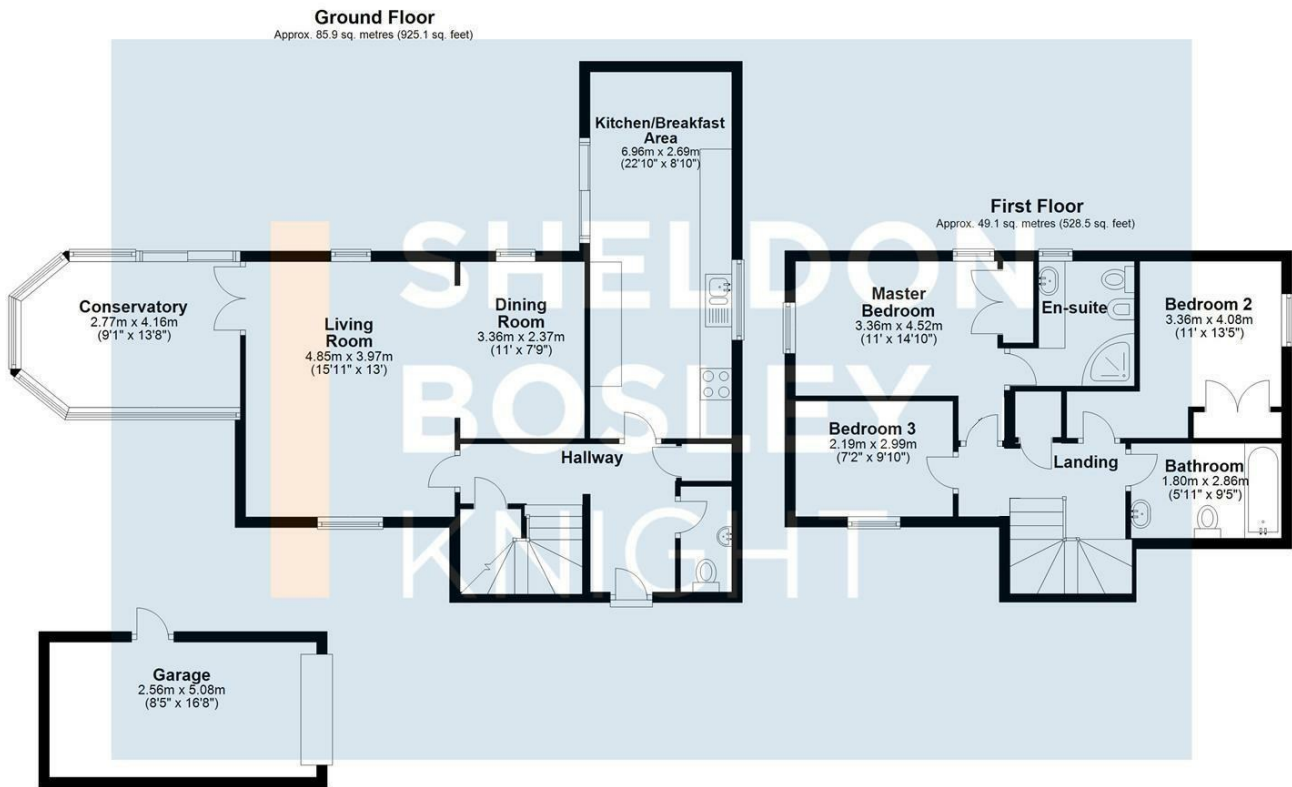 Ground Floor
Approx. 85.9 sq. metres (925.1 sq. feet)
Kitchen/Breakfast
Area
6.96m x 2.69m
(22'10" x 8'10")
Conservatory
2.77m x 4.16m
(9'1" x 13'8")
Living
Room
4.85m x 3.97m
(15'11" x 13')
Dining
Room
3.36m x 2.37m
(11' x 7'9")
Hallway
Garage
2.56m x 5.08m
(8'5" x 16'8")
First Floor
Approx. 49.1 sq. metres (528.5 sq. feet)
Master
Bedroom
3.36m x 4.52m
(11' x 14'10")
En-suite
Bedroom 2
3.36m x 4.08m
(11' x 13'5")
Bedroom 3
2.19m x 2.99m
(7'2" x 9'10")
Landing
Bathroom
1.80m x 2.86m
(5'11" x 9'5")
SHELDON
BOSLEY
KNIGHT